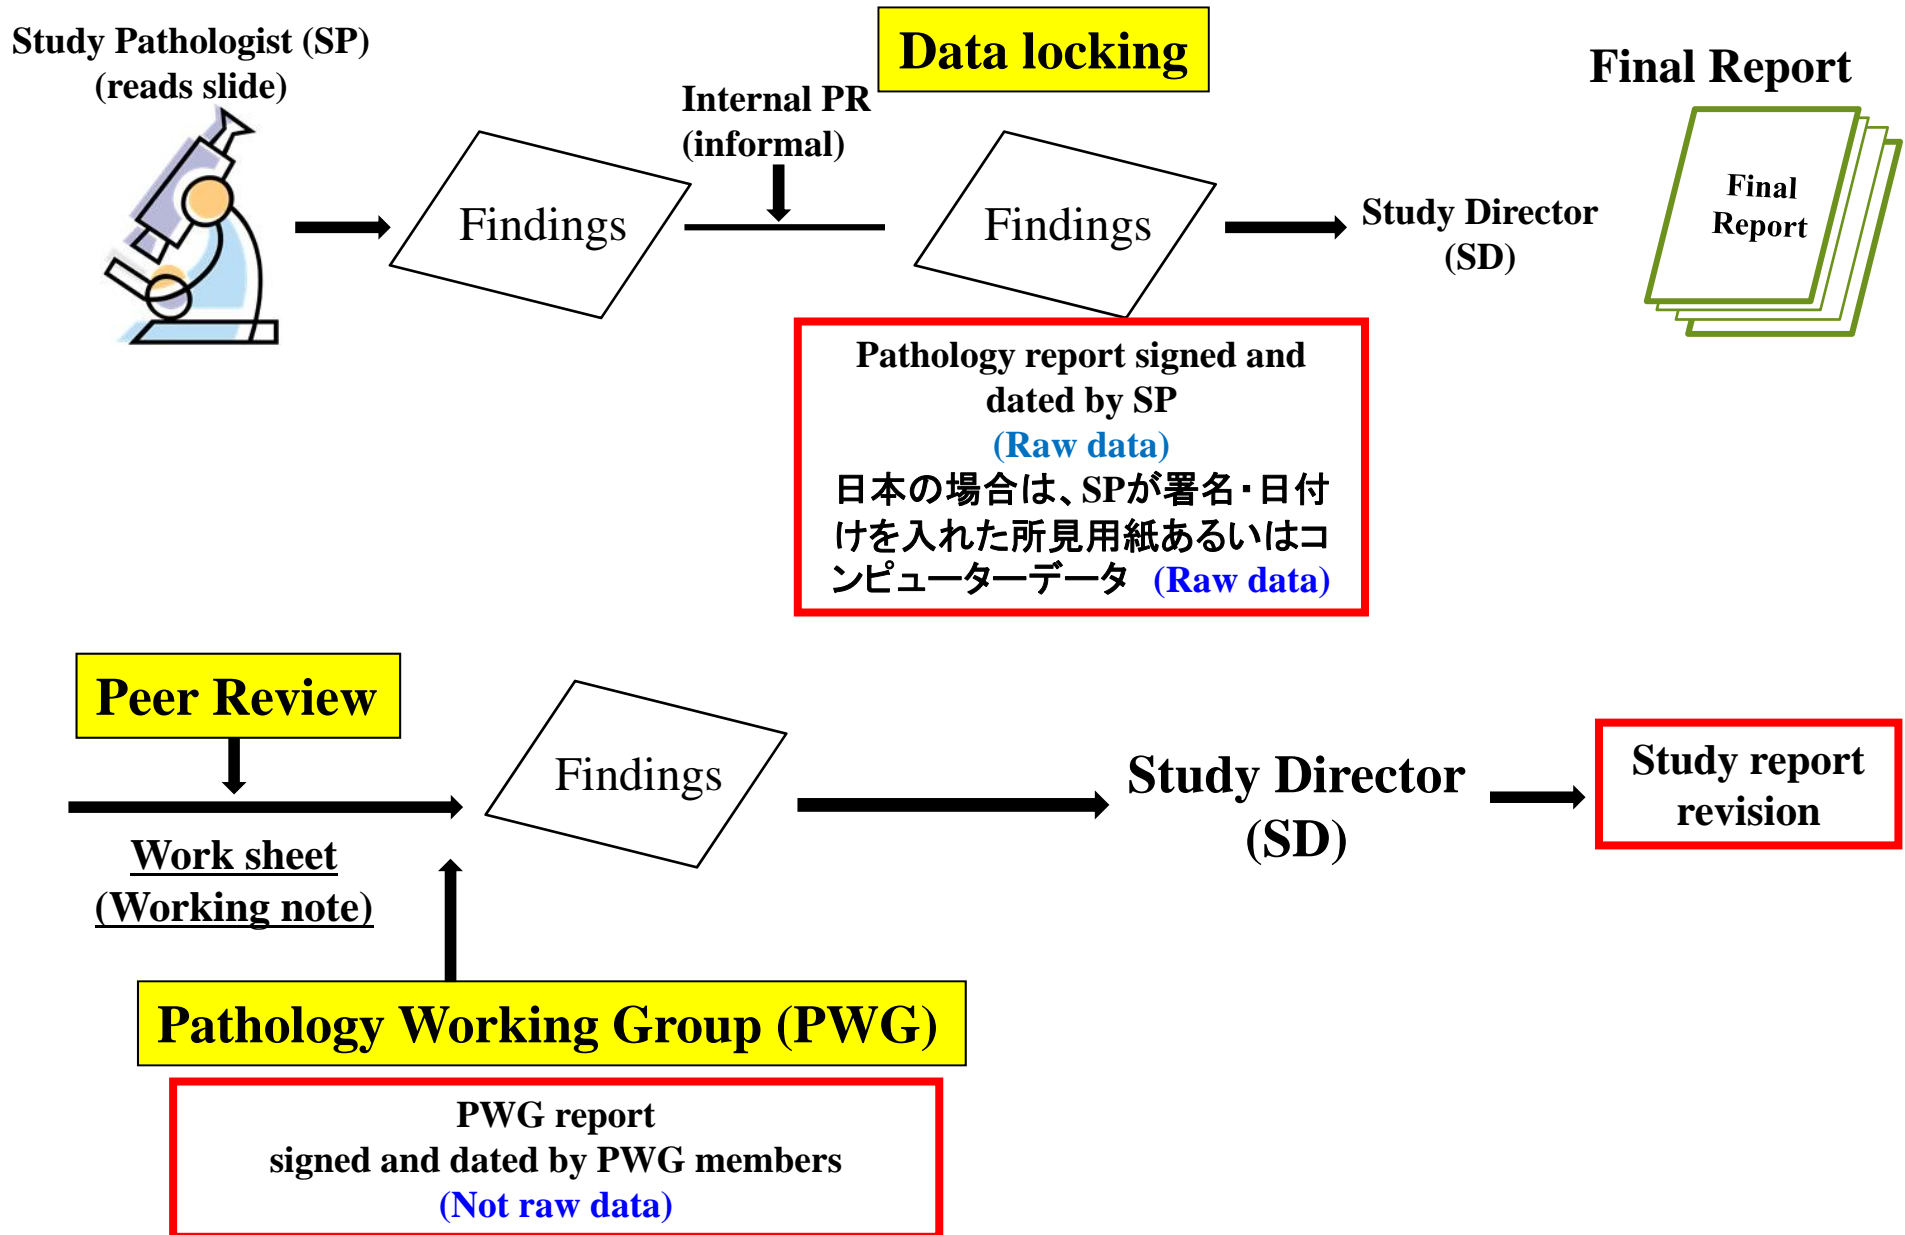 Study Pathologist (SP)
(reads slide)
Data locking
Final Report
Internal PR
(informal)
Findings
Findings
Study Director
(SD)
Final
Report
Pathology report signed and
dated by SP
(Raw data)
日本の場合は、SPが署名・日付
けを入れた所見用紙あるいはコ
ンピューターデータ (Raw data)
Peer Review
Work sheet
(Working note)
Findings
Study Director
(SD)
Study report
revision
Pathology Working Group (PWG)
PWG report
signed and dated by PWG members
(Not raw data)